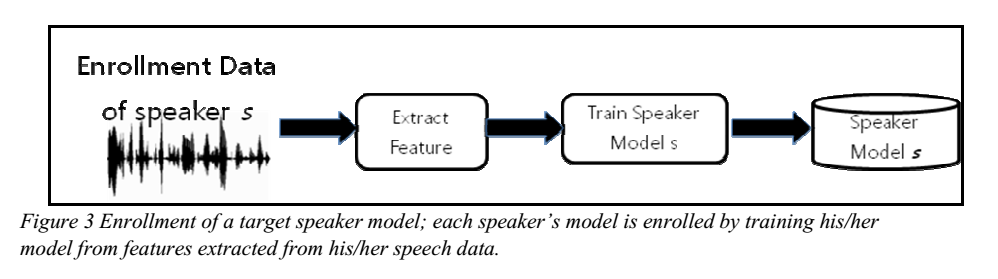 Enrollment Data
of speaker s
Extract
Feature
Train Speaker
Model s
Speaker
Model s
Figure 3 Enrollment of a target speaker model; each speaker's model is enrolled by training his/her
model from features extracted from his/her speech data.